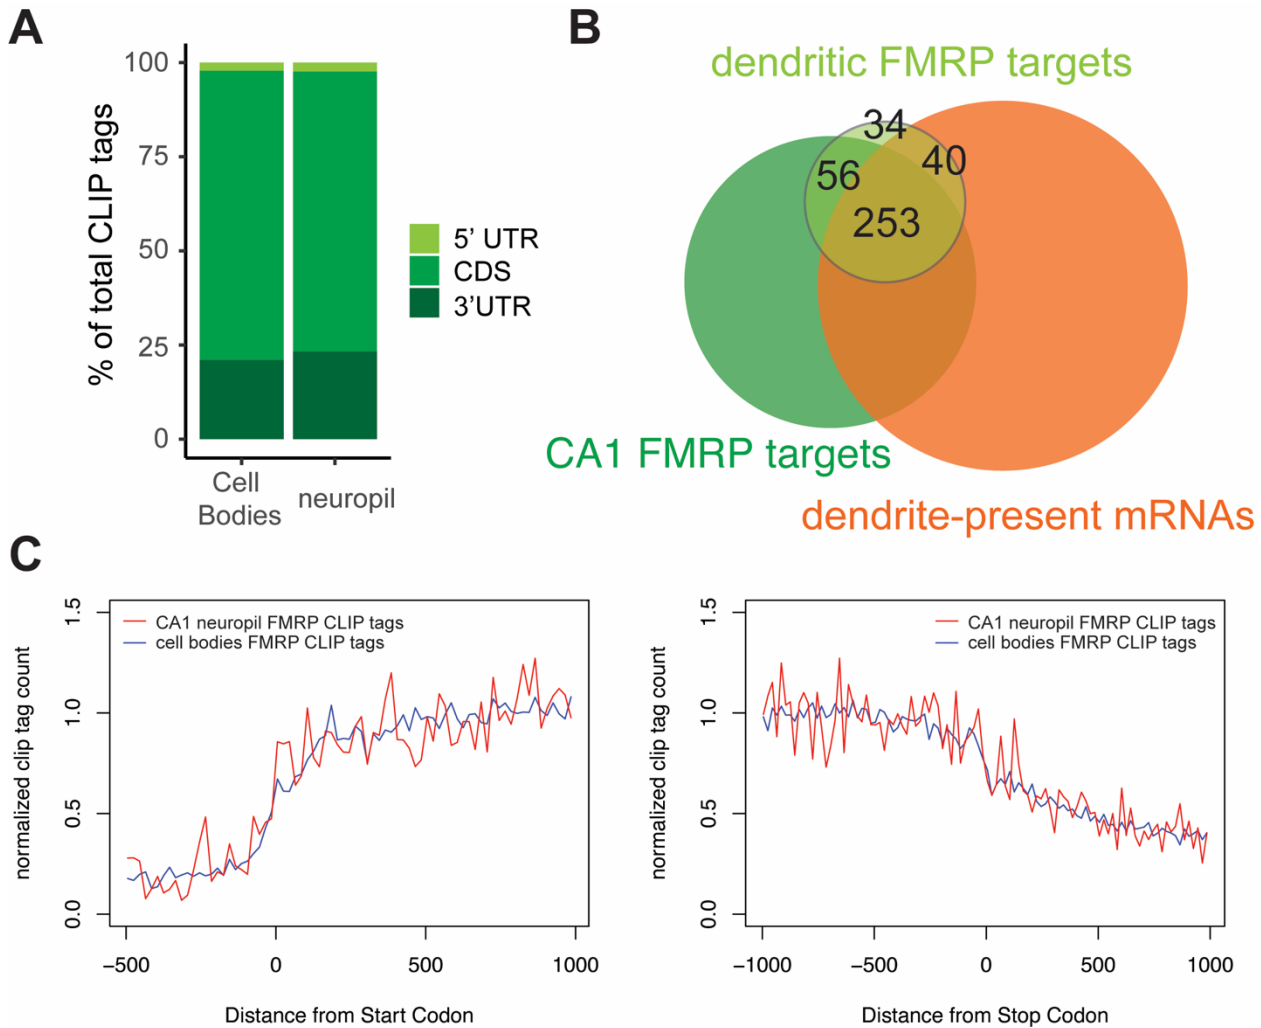 A
% of total CLIP tags
100
75
50
25
0
Cell
Bodies
neuropil
5’ UTR
CDS
3’UTR
B
dendritic FMRP targets
34
40
56
253
CA1 FMRP targets
dendrite-present mRNAs
C
normalized clip tag count
1.5
1.0
0.5
0.0
CA1 neuropil FMRP CLIP tags
cell bodies FMRP CLIP tags
−500
0
500
1000
Distance from Start Codon
normalized clip tag count
1.5
1.0
0.5
0.0
CA1 neuropil FMRP CLIP tags
cell bodies FMRP CLIP tags
−1000
−500
0
500
1000
Distance from Stop Codon